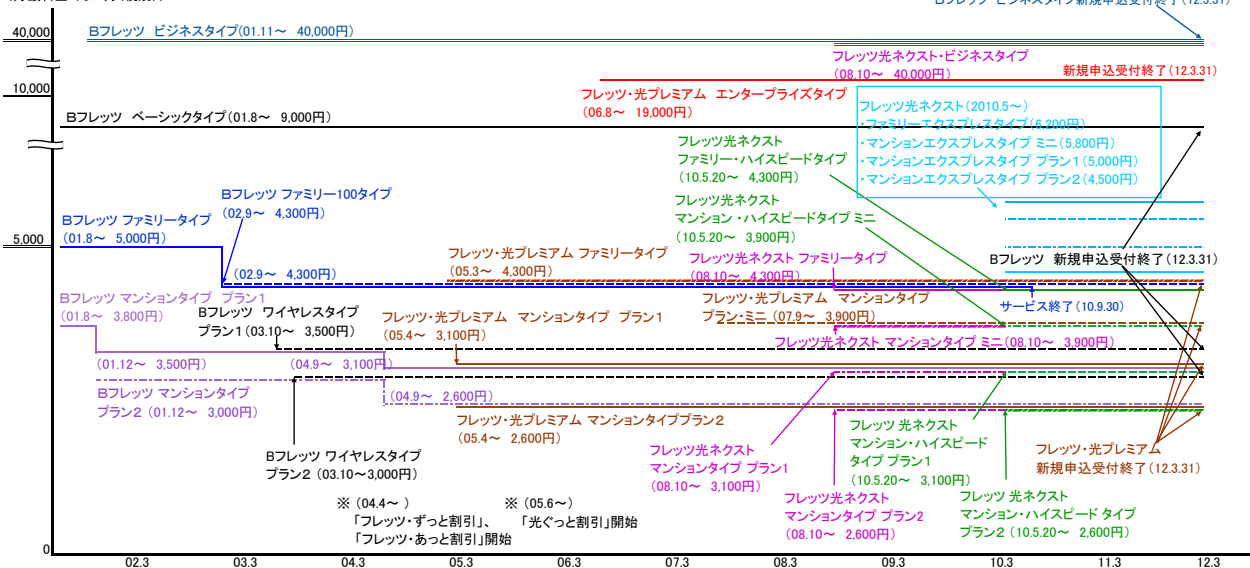 Bフレッツ ビジネスタイプ新規申込受付終了(12.3.31)
40,000
Bフレッツ ビジネスタイプ(01.11～ 40,000円)
フレッツ光ネクスト・ビジネスタイプ
(08.10～ 40,000円)
新規申込受付終了(12.3.31)
10,000
フレッツ・光プレミアム エンタープライズタイプ
(06.8～ 19,000円)
Bフレッツ ベーシックタイプ(01.8～ 9,000円)
フレッツ光ネクスト(2010.5～)
・ファミリーエクスプレスタイプ(6,200円)
・マンションエクスプレスタイプ ミニ(5,800円)
・マンションエクスプレスタイプ プラン1(5,000円)
・マンションエクスプレスタイプ プラン2(4,500円)
フレッツ光ネクスト
ファミリー・ハイスピードタイプ
(10.5.20～ 4,300円)
フレッツ光ネクスト
マンション・ハイスピードタイプ ミニ
(10.5.20～ 3,900円)
Bフレッツ ファミリー100タイプ
(02.9～ 4,300円)
Bフレッツ ファミリータイプ
(01.8～ 5,000円)
5,000
(02.9～ 4,300円)
フレッツ・光プレミアム ファミリータイプ
(05.3～ 4,300円)
フレッツ光ネクスト ファミリータイプ
(08.10～ 4,300円)
Bフレッツ 新規申込受付終了(12.3.31)
Bフレッツ マンションタイプ プラン1
(01.8～ 3,800円)
Bフレッツ ワイヤレスタイプ
プラン1(03.10～ 3,500円)
フレッツ・光プレミアム マンションタイプ プラン1
(05.4～ 3,100円)
フレッツ・光プレミアム マンションタイプ
プラン・ミニ(07.9～ 3,900円)
サービス終了(10.9.30)
フレッツ光ネクスト マンションタイプ ミニ(08.10～ 3,900円)
(01.12～ 3,500円)
(04.9～ 3,100円)
Bフレッツ マンションタイプ
プラン2(01.12～ 3,000円)
(04.9～ 2,600円)
フレッツ・光プレミアム マンションタイププラン2
(05.4～ 2,600円)
Bフレッツ ワイヤレスタイプ
プラン2(03.10～3,000円)
フレッツ光ネクスト
マンションタイプ プラン1
(08.10～ 3,100円)
フレッツ 光ネクスト
マンション・ハイスピード
タイプ プラン1
(10.5.20～ 3,100円)
フレッツ・光プレミアム
新規申込受付終了(12.3.31)
フレッツ光ネクスト
マンションタイプ プラン2
(08.10～ 2,600円)
フレッツ 光ネクスト
マンション・ハイスピード タイプ
プラン2(10.5.20～ 2,600円)
※(04.4～ )
「フレッツ・ずっと割引」、
「フレッツ・あっと割引」開始
※(05.6～)
「光ぐっと割引」開始
0
02.3 03.3 04.3 05.3 06.3 07.3 08.3 09.3 10.3 11.3 12.3